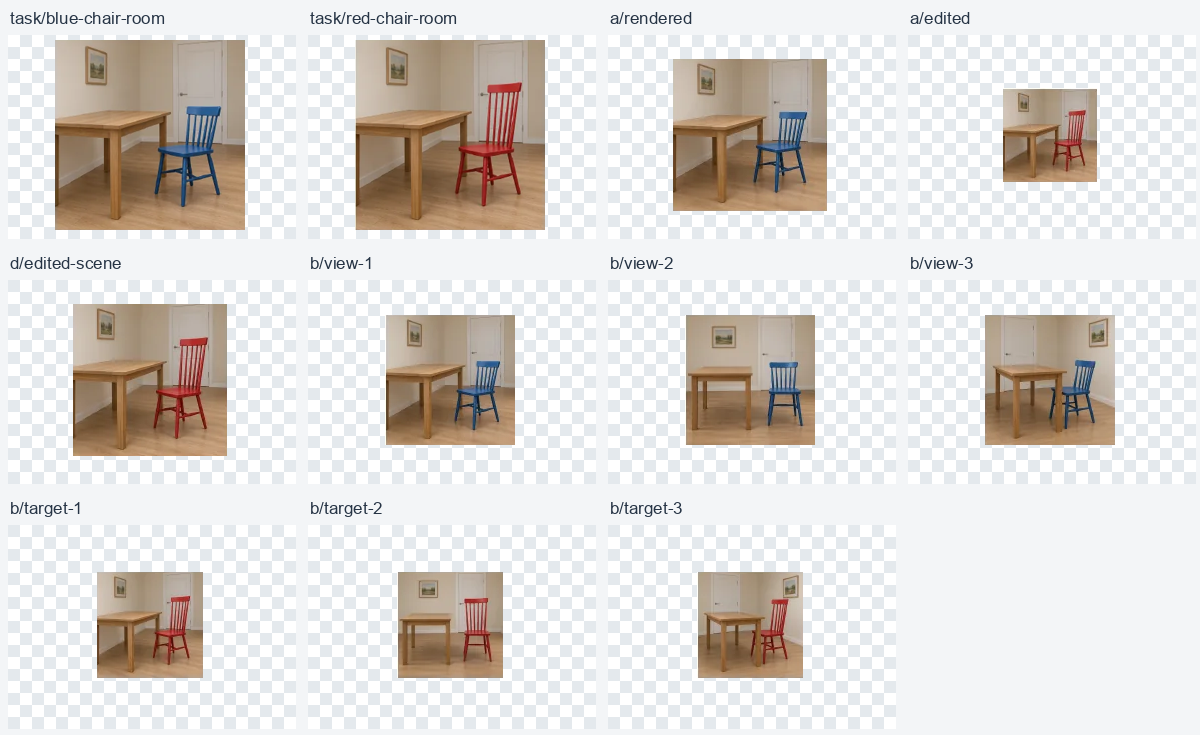 task/blue-chair-room
task/red-chair-room
a/rendered
a/edited
d/edited-scene
b/view-1
b/view-2
b/view-3
b/target-1
b/target-2
b/target-3